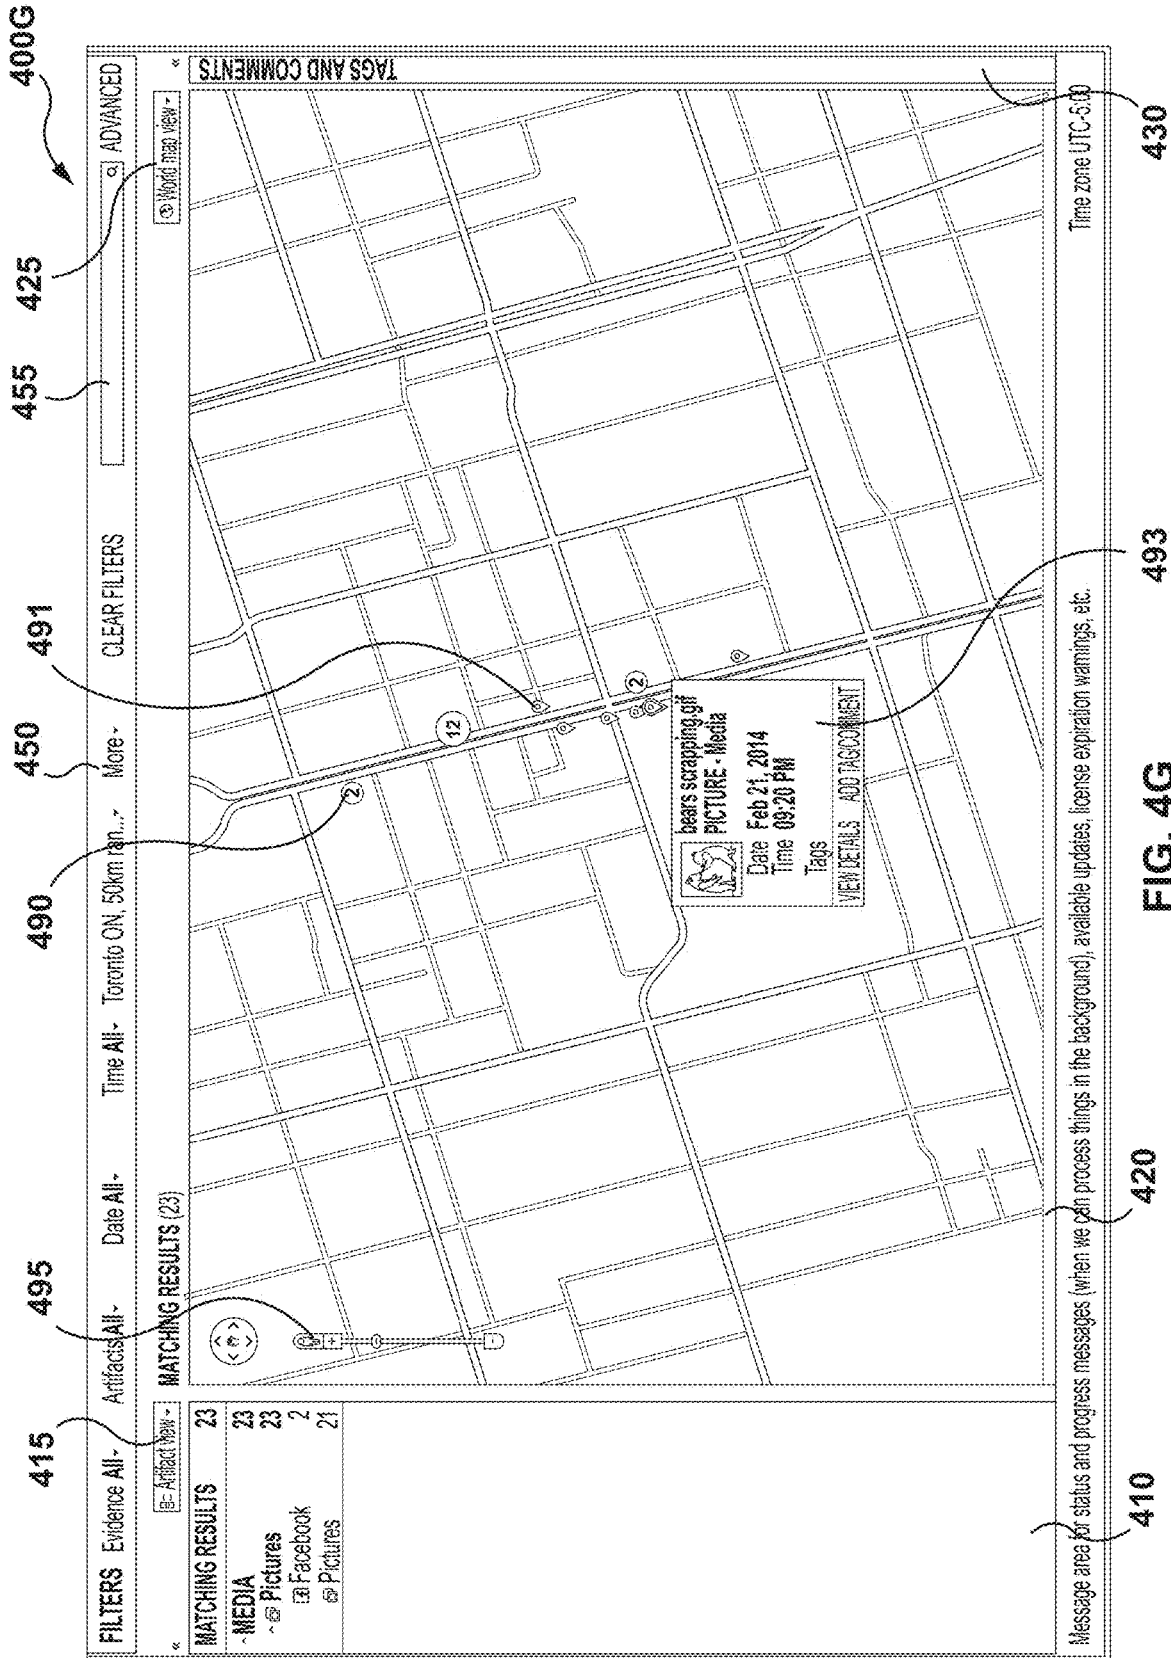 400G
415
495
490
450
491
455
425
FILTERS Evidence All Artifacts All Date All Time All Toronto ON, 50km ran... More CLEAR FILTERS ADVANCED
« Artifact view World map view «
MATCHING RESULTS 23
MEDIA 23
Pictures 23
Facebook 2
Pictures 21
MATCHING RESULTS (23)
+
-
2
12
2
bears scrapping.gif
PICTURE - Media
Date Feb 21, 2014
Time 09:20 PM
Tags
VIEW DETAILS ADD TAG/COMMENT
TAGS AND COMMENTS
Message area for status and progress messages (when we can process things in the background), available updates, license expiration warnings, etc. Time zone UTC-5:00
410
420
493
430
FIG. 4G